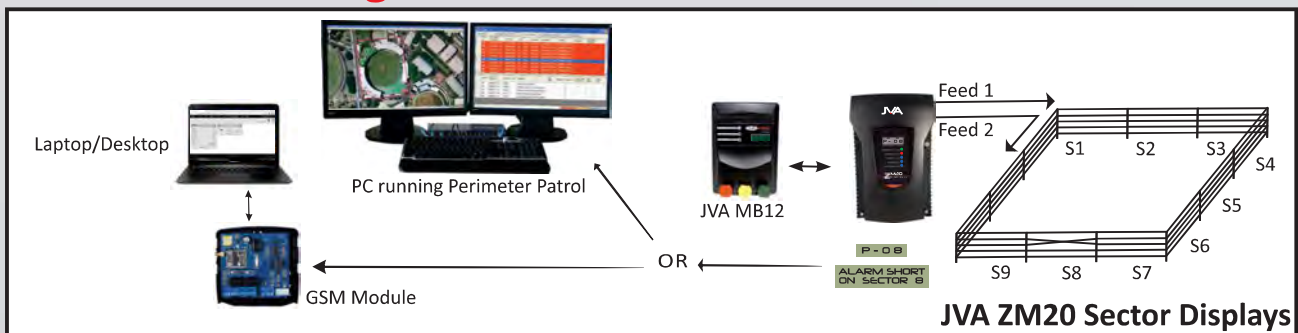 Laptop/Desktop
PC running Perimeter Patrol
GSM Module
OR
JVA MB12
JVA
P-08
ALARM SHORT
ON SECTOR 8
Feed 1
Feed 2
S1
S2
S3
S4
S5
S6
S7
S8
S9
JVA ZM20 Sector Displays